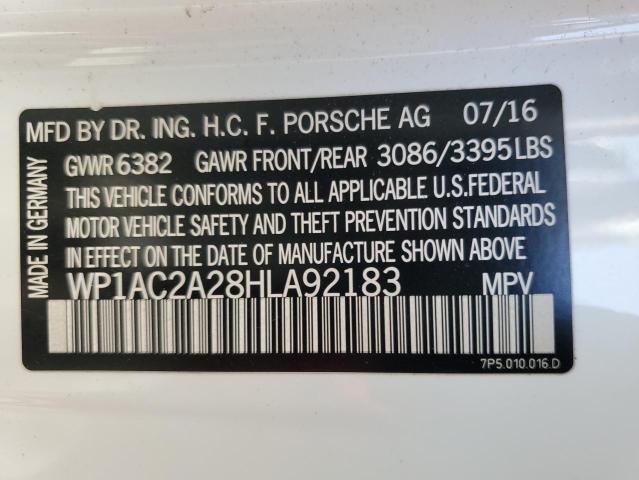 MFD BY DR. ING. H.C. F. PORSCHE AG 07/16
GVWR 6382 GAWR FRONT/REAR 3086/3395 LBS
THIS VEHICLE CONFORMS TO ALL APPLICABLE U.S. FEDERAL
MOTOR VEHICLE SAFETY AND THEFT PREVENTION STANDARDS
IN EFFECT ON THE DATE OF MANUFACTURE SHOWN ABOVE
WP1AC2A28HLA92183 MPV
MADE IN GERMANY
7P5.010.016.D